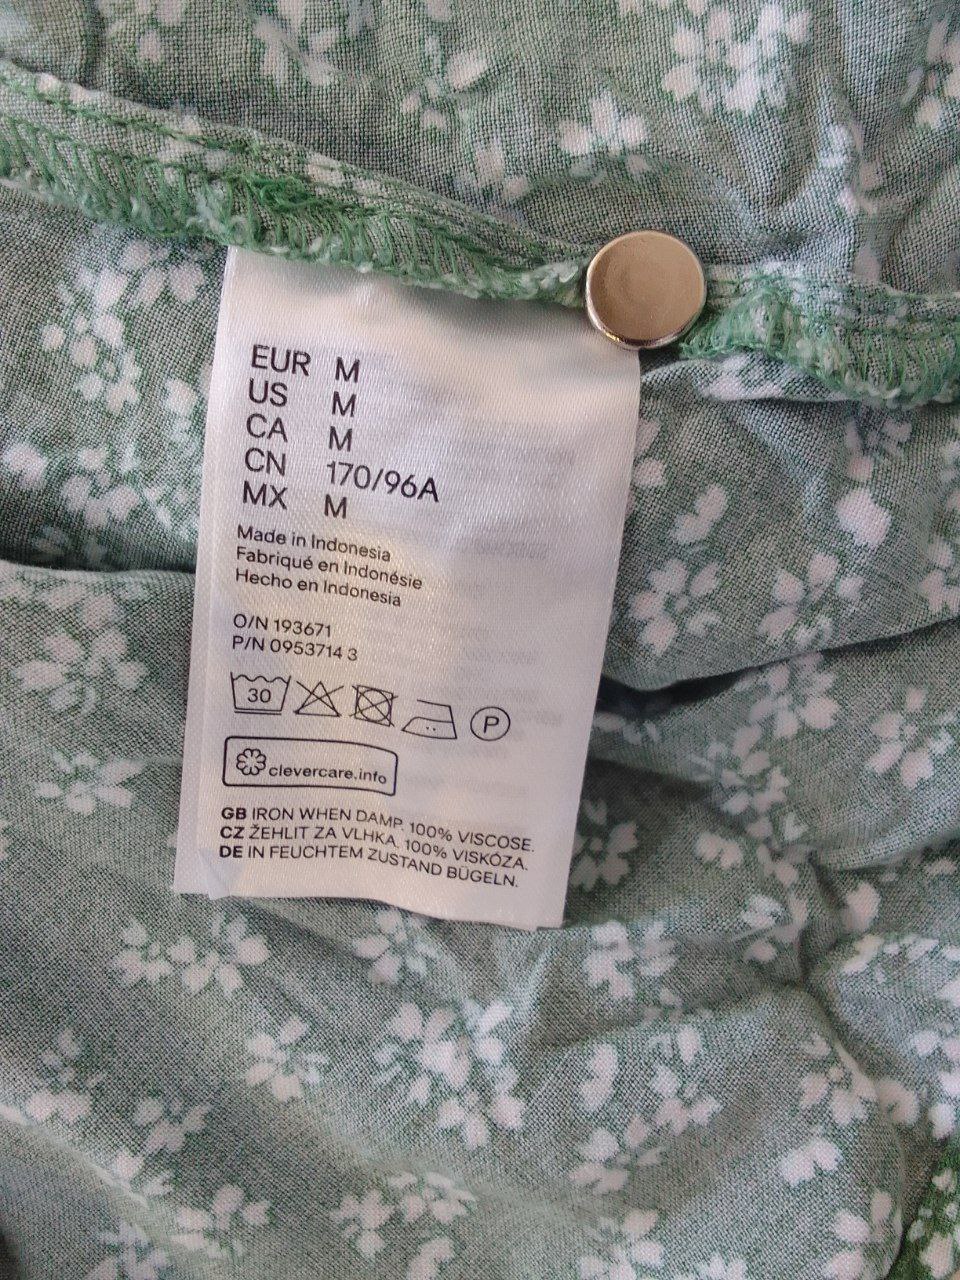 EUR M
US M
CA M
CN 170/96A
MX M
Made in Indonesia
Fabriqué en Indonésie
Hecho en Indonesia
O/N 193671
P/N 0953714 3
30
P
clevercare.info
GB IRON WHEN DAMP. 100% VISCOSE.
CZ ŽEHLIT ZA VLHKA. 100% VISKÓZA.
DE IN FEUCHTEM ZUSTAND BÜGELN.